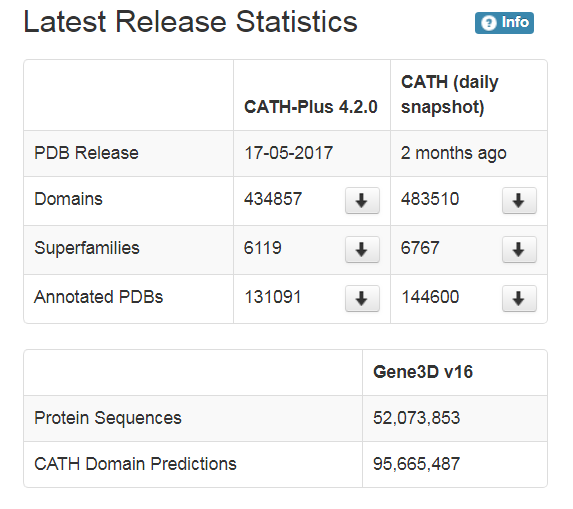 Latest Release Statistics
Info
CATH-Plus 4.2.0
CATH (daily
snapshot)
PDB Release 17-05-2017 2 months ago
Domains 434857 483510
Superfamilies 6119 6767
Annotated PDBs 131091 144600
Gene3D v16
Protein Sequences 52,073,853
CATH Domain Predictions 95,665,487